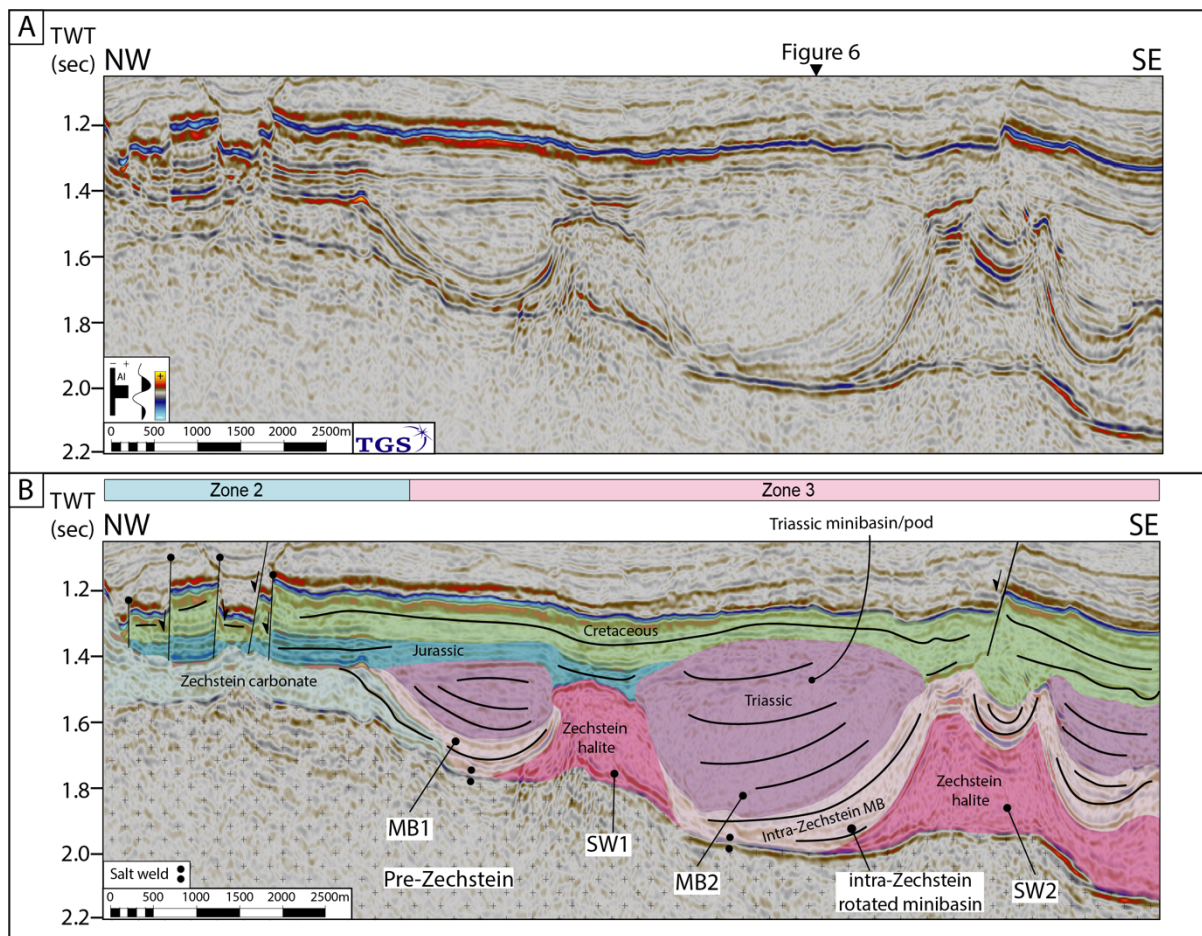 A
TWT
(sec)
NW
Figure 6
SE
1.2
1.4
1.6
1.8
2.0
2.2
− +
AI
+
−
0 500 1000 1500 2000 2500m
TGS
B
Zone 2
Zone 3
TWT
(sec)
NW
Triassic minibasin/pod
SE
1.2
1.4
1.6
1.8
2.0
2.2
Cretaceous
Jurassic
Zechstein carbonate
Triassic
Zechstein
halite
Zechstein
halite
Intra-Zechstein MB
MB1
SW1
MB2
Pre-Zechstein
intra-Zechstein
rotated minibasin
SW2
Salt weld
0 500 1000 1500 2000 2500m